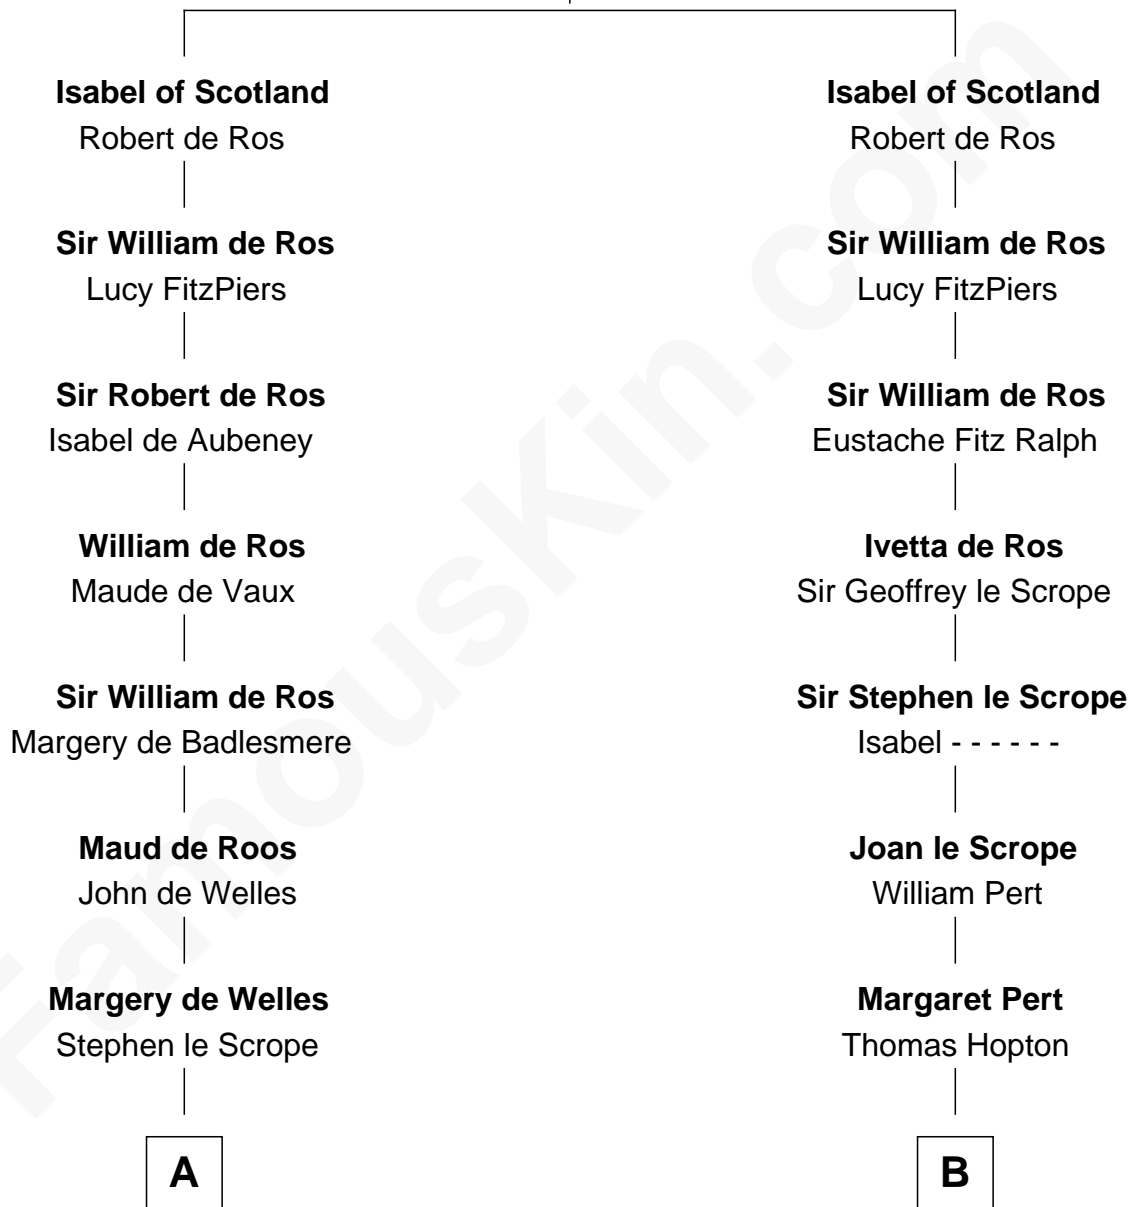 Isabel of Scotland
Robert de Ros
Sir William de Ros
Lucy FitzPiers
Sir Robert de Ros
Isabel de Aubeney
William de Ros
Maude de Vaux
Sir William de Ros
Margery de Badlesmere
Maud de Roos
John de Welles
Margery de Welles
Stephen le Scrope
A
Isabel of Scotland
Robert de Ros
Sir William de Ros
Lucy FitzPiers
Sir William de Ros
Eustache Fitz Ralph
Ivetta de Ros
Sir Geoffrey le Scrope
Sir Stephen le Scrope
Isabel - - - - - -
Joan le Scrope
William Pert
Margaret Pert
Thomas Hopton
B
FamousKin.com